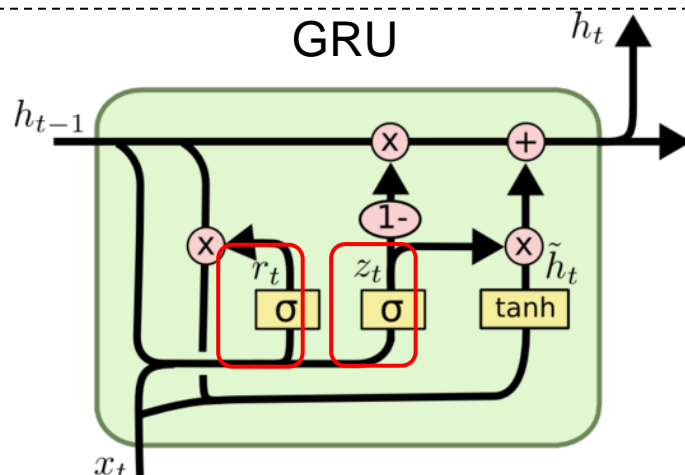 GRU
h_t
h_{t-1}
x
+
1-
x
x
r_t
z_t
h̃_t
σ
σ
tanh
x_t